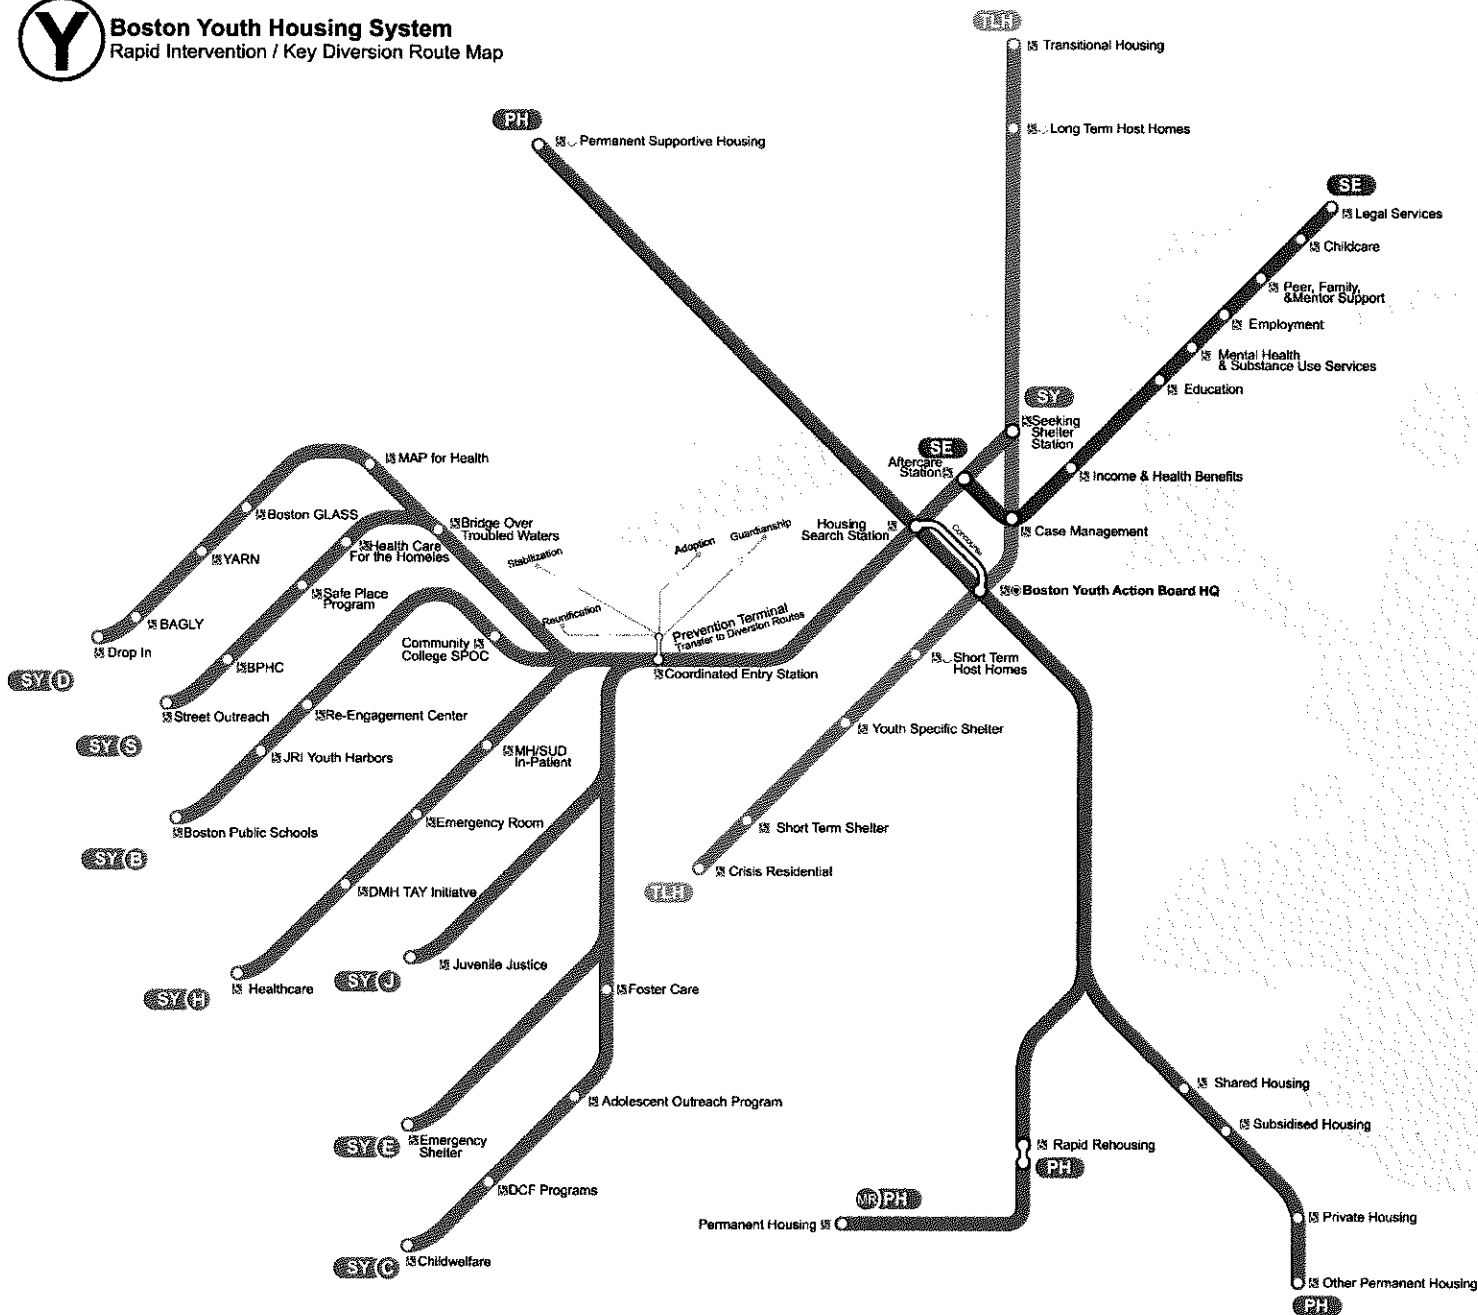 Y
Boston Youth Housing System
Rapid Intervention / Key Diversion Route Map
TLH
Transitional Housing
Long Term Host Homes
PH
Permanent Supportive Housing
SE
Legal Services
Childcare
Peer, Family,
&Mentor Support
Employment
Mental Health
& Substance Use Services
Education
SY
Seeking
Shelter
Station
SE
Aftercare
Station
Income & Health Benefits
Housing
Search Station
Concourse
Case Management
Boston Youth Action Board HQ
MAP for Health
Boston GLASS
YARN
BAGLY
Drop In
SY D
Bridge Over
Troubled Waters
Health Care
For the Homeles
Safe Place
Program
BPHC
Street Outreach
SY S
Stabilization
Adoption
Guardianship
Reunification
Prevention Terminal
Transfer to Diversion Routes
Community
College SPOC
Coordinated Entry Station
Short Term
Host Homes
Re-Engagement Center
JRI Youth Harbors
Boston Public Schools
SY B
Youth Specific Shelter
MH/SUD
In-Patient
Emergency Room
Short Term Shelter
DMH TAY Initiatve
Crisis Residential
TLH
Healthcare
SY H
Juvenile Justice
SY J
Foster Care
Adolescent Outreach Program
Emergency
Shelter
SY E
DCF Programs
Childwelfare
SY C
Shared Housing
Subsidised Housing
Rapid Rehousing
PH
MR PH
Permanent Housing
Private Housing
Other Permanent Housing
PH